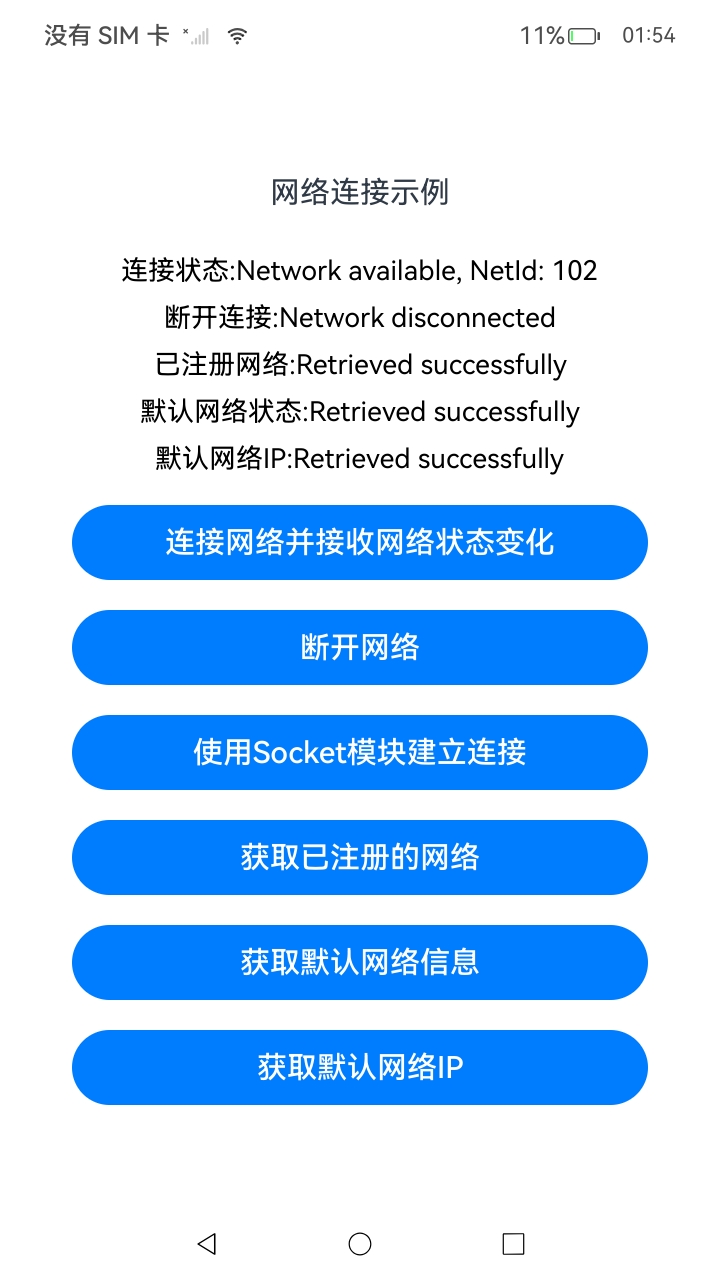 没有 SIM 卡 11% 01:54
网络连接示例
连接状态:Network available, NetId: 102
断开连接:Network disconnected
已注册网络:Retrieved successfully
默认网络状态:Retrieved successfully
默认网络IP:Retrieved successfully
连接网络并接收网络状态变化
断开网络
使用Socket模块建立连接
获取已注册的网络
获取默认网络信息
获取默认网络IP